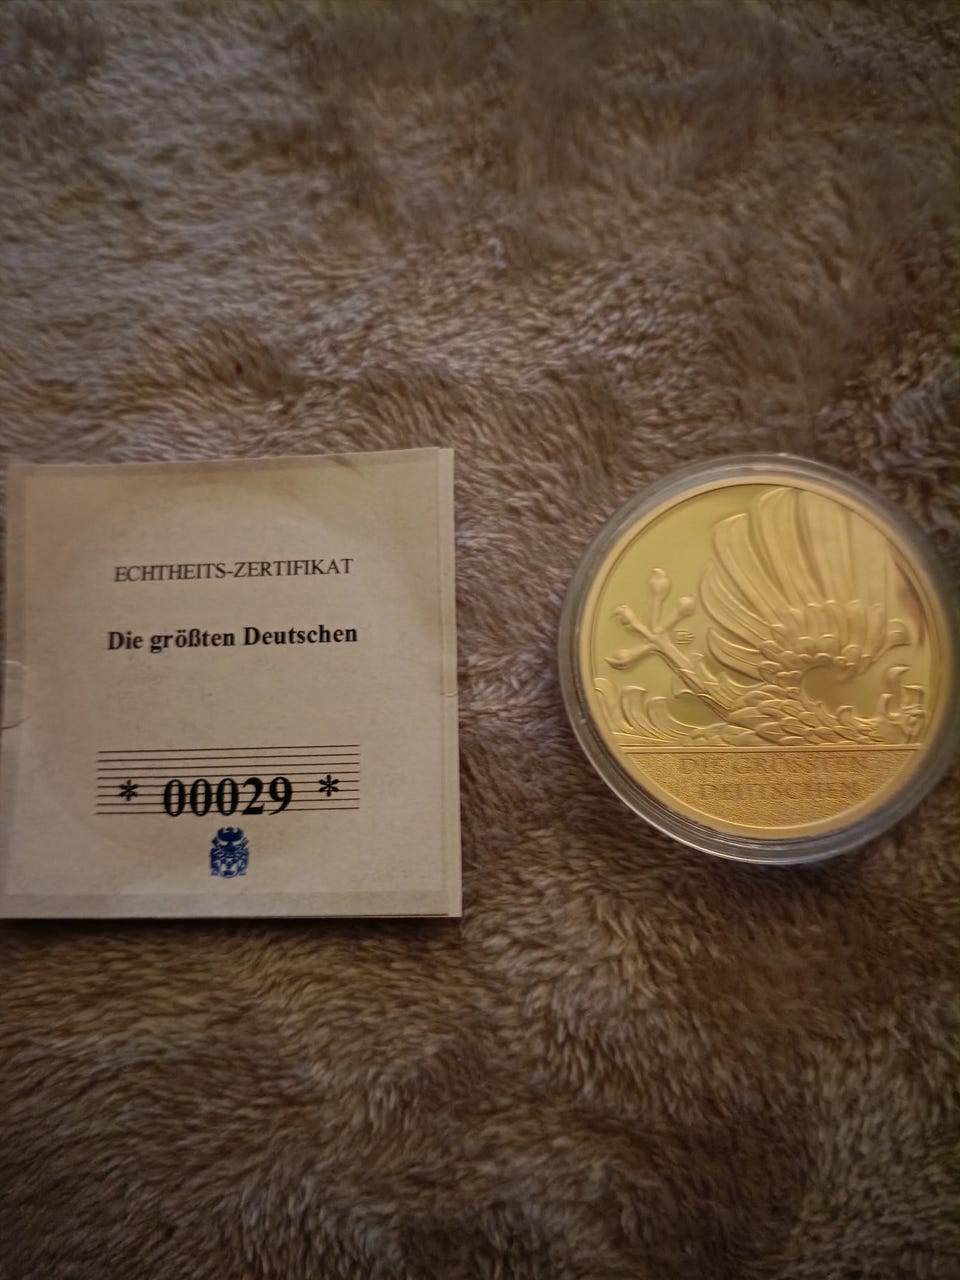 ECHTHEITS-ZERTIFIKAT
Die größten Deutschen
* 00029 *
DIE GRÖSSTEN
DEUTSCHEN